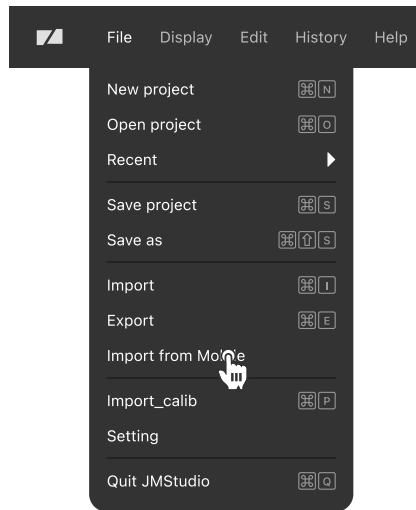 File Display Edit History Help
New project ⌘ N
Open project ⌘ O
Recent
Save project ⌘ S
Save as ⌘ ⇧ S
Import ⌘ I
Export ⌘ E
Import from
Import_calib ⌘ P
Setting
Quit JMStudio ⌘ Q